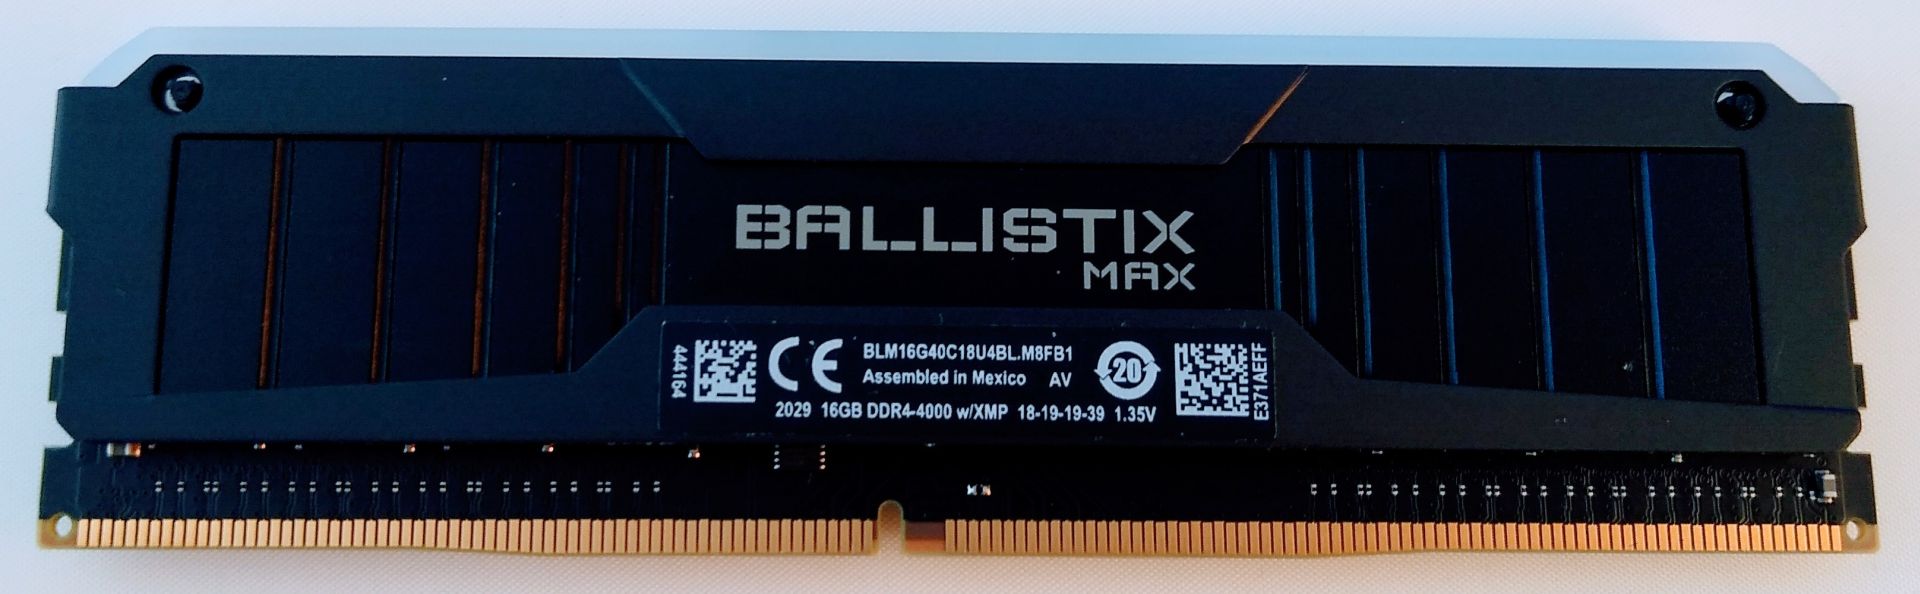 BALLISTIX
MAX
444164
CE
BLM16G40C18U4BL.M8FB1
Assembled in Mexico AV
20
E371AEFF
2029 16GB DDR4-4000 w/XMP 18-19-19-39 1.35V